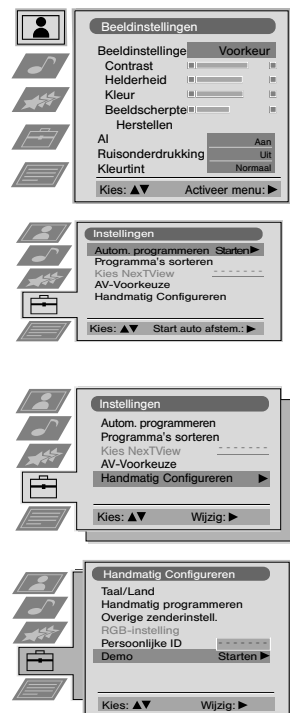 Beeldinstellingen
Beeldinstellinge Voorkeur
Contrast
Helderheid
Kleur
Beeldscherpte
Herstellen
AI Aan
Ruisonderdrukking Uit
Kleurtint Normaal
Kies: ▲▼ Activeer menu: ▶
Instellingen
Autom. programmeren Starten▶
Programma's sorteren
Kies NexTView - - - - - - -
AV-Voorkeuze
Handmatig Configureren
Kies: ▲▼ Start auto afstem.: ▶
Instellingen
Autom. programmeren
Programma's sorteren
Kies NexTView - - - - - - -
AV-Voorkeuze
Handmatig Configureren ▶
Kies: ▲▼ Wijzig: ▶
Handmatig Configureren
Taal/Land
Handmatig programmeren
Overige zenderinstell.
RGB-instelling
Persoonlijke ID - - - - - - -
Demo Starten ▶
Kies: ▲▼ Wijzig: ▶